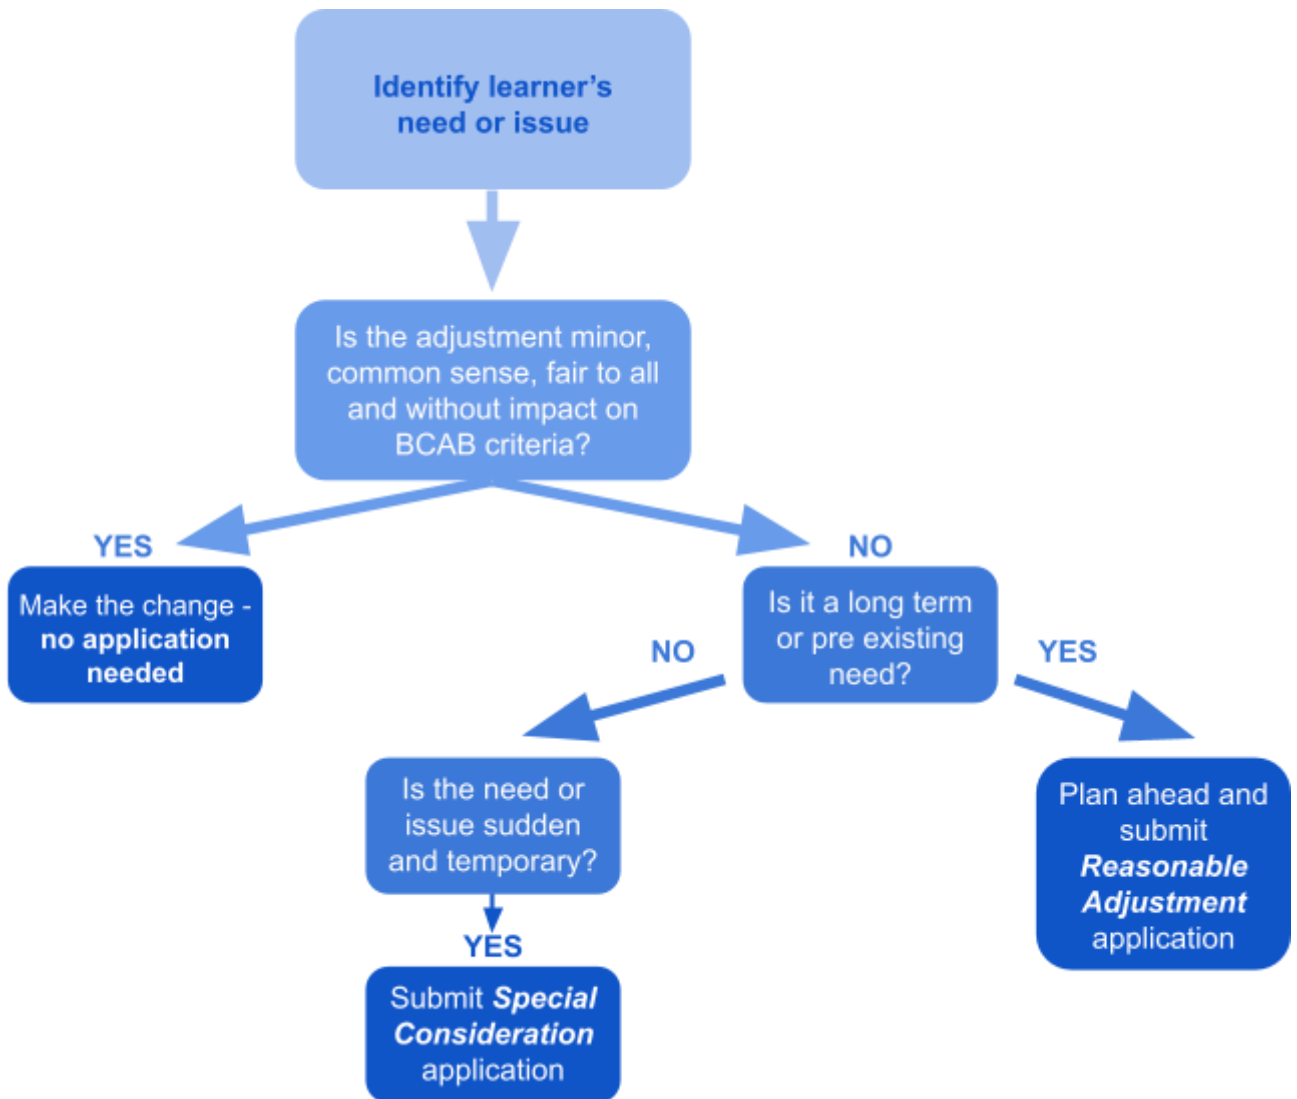 Identify learner’s
need or issue
Is the adjustment minor,
common sense, fair to all
and without impact on
BCAB criteria?
YES
NO
Make the change -
no application
needed
Is it a long term
or pre existing
need?
NO
YES
Is the need or
issue sudden
and temporary?
Plan ahead and
submit
Reasonable
Adjustment
application
YES
Submit Special
Consideration
application